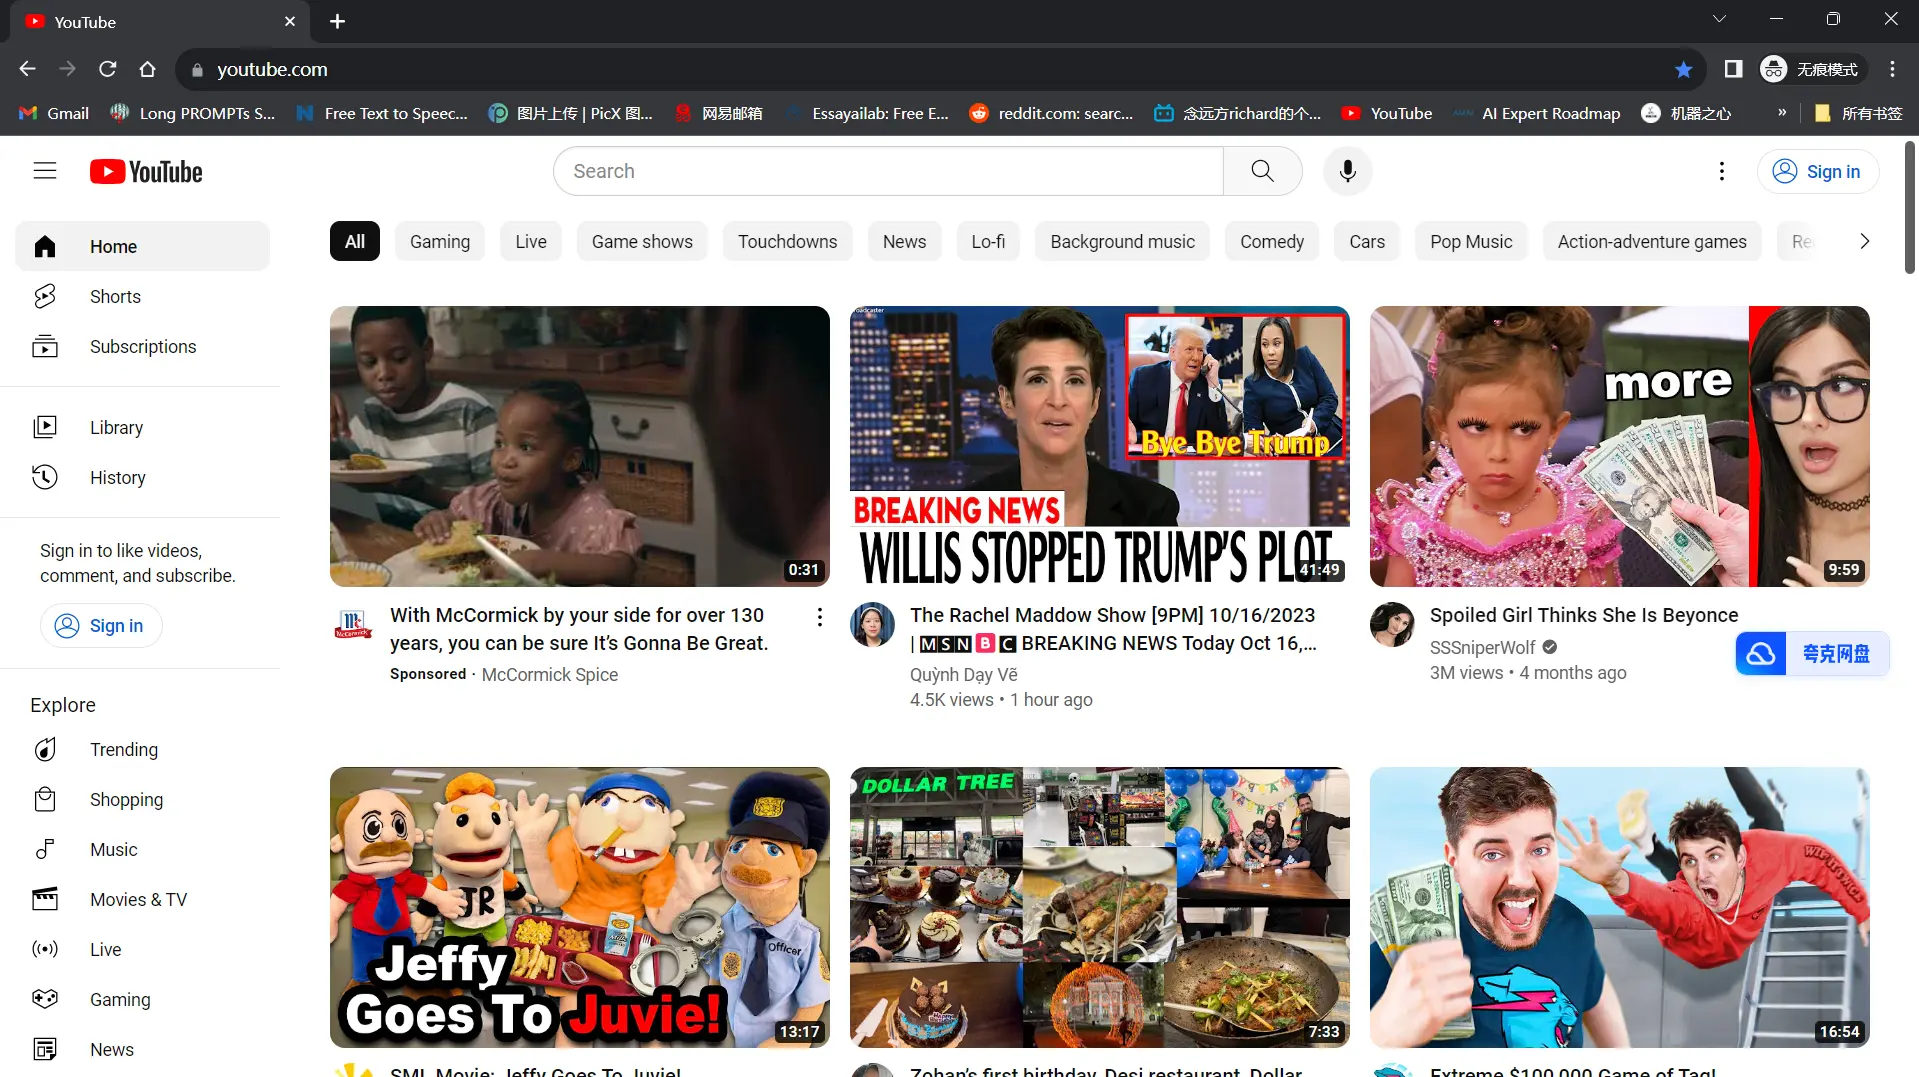 YouTube
youtube.com
无痕模式
Gmail
Long PROMPTs S...
Free Text to Speec...
图片上传 | PicX 图...
网易邮箱
Essayailab: Free E...
reddit.com: searc...
念远方richard的个...
YouTube
AI Expert Roadmap
机器之心
»
所有书签
YouTube
Search
Sign in
Home
Shorts
Subscriptions
Library
History
Sign in to like videos,
comment, and subscribe.
Sign in
Explore
Trending
Shopping
Music
Movies & TV
Live
Gaming
News
All
Gaming
Live
Game shows
Touchdowns
News
Lo-fi
Background music
Comedy
Cars
Pop Music
Action-adventure games
0:31
McCormick
With McCormick by your side for over 130
years, you can be sure It’s Gonna Be Great.
Sponsored · McCormick Spice
Bye Bye Trump
BREAKING NEWS
WILLIS STOPPED TRUMP'S PLOT
41:49
The Rachel Maddow Show [9PM] 10/16/2023
| 🅼🆂🅽🅱🅲 BREAKING NEWS Today Oct 16,...
Quỳnh Dạy Vẽ
4.5K views • 1 hour ago
more
9:59
Spoiled Girl Thinks She Is Beyonce
SSSniperWolf
3M views • 4 months ago
夸克网盘
JR
Officer
Jeffy
Goes To Juvie!
13:17
SML Movie: Jeffy Goes To Juvie!
DOLLAR TREE
7:33
Zohan’s first birthday, Desi restaurant, Dollar
16:54
Extreme $100,000 Game of Tag!